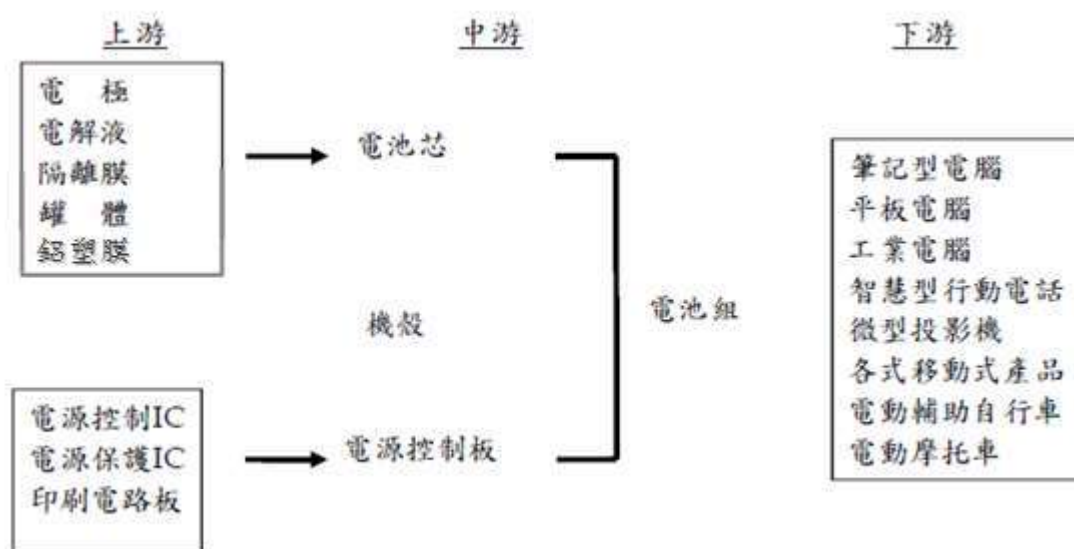 上游
中游
下游
電　極
電解液
隔離膜
罐　體
鋁塑膜
電池芯
機殼
電源控制IC
電源保護IC
印刷電路板
電源控制板
電池組
筆記型電腦
平板電腦
工業電腦
智慧型行動電話
微型投影機
各式移動式產品
電動輔助自行車
電動摩托車